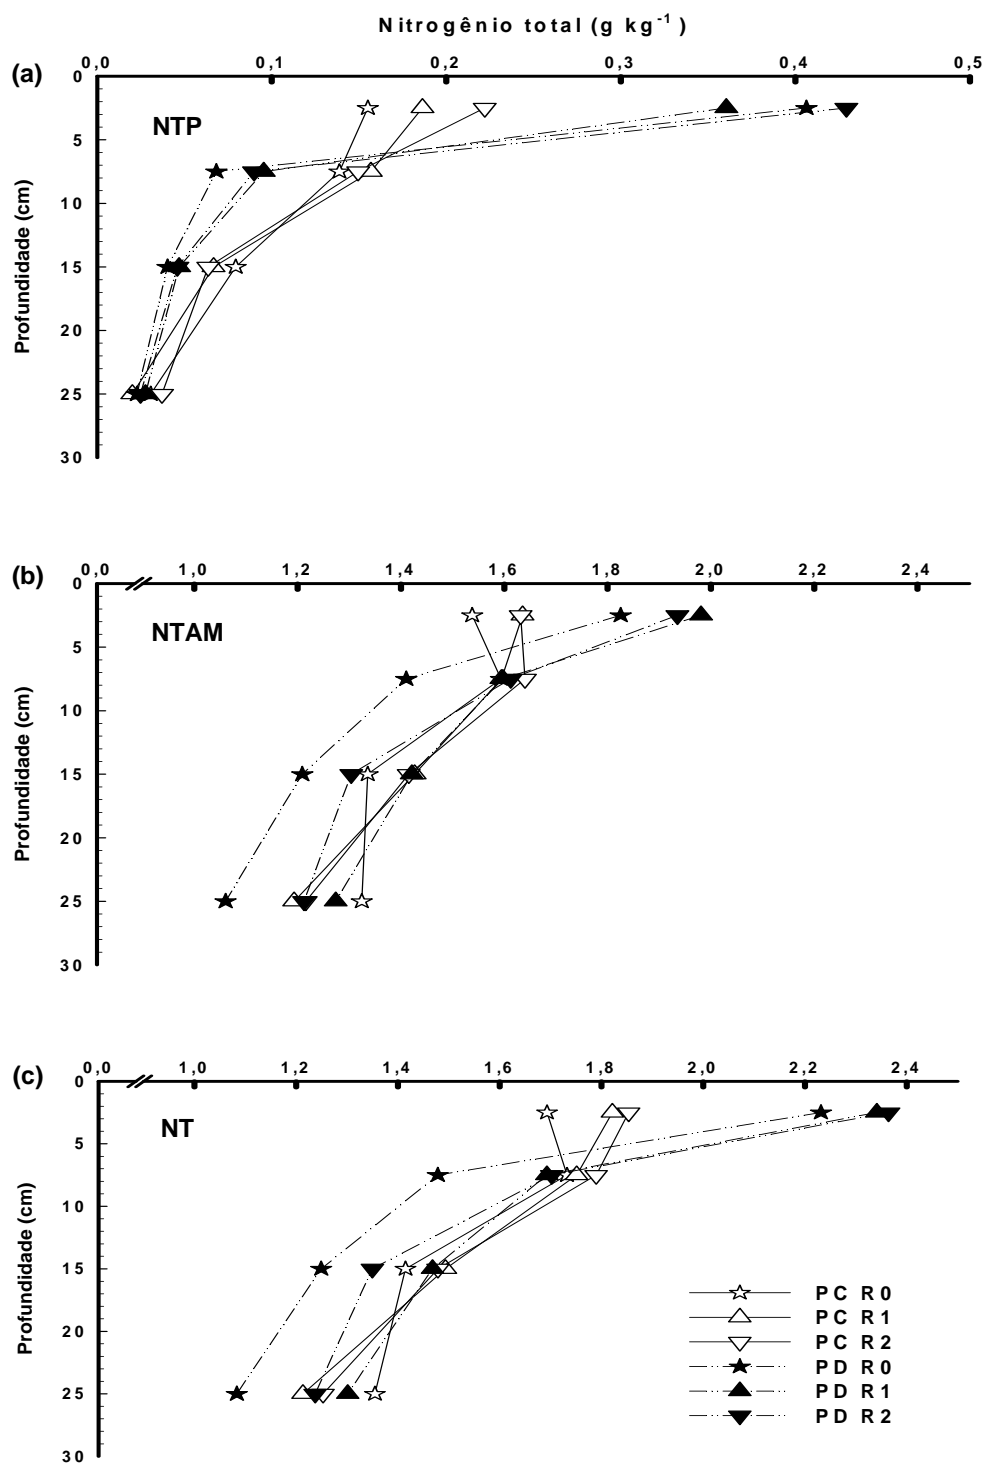 Nitrogênio total (g kg⁻¹)
(a)
0,0 0,1 0,2 0,3 0,4 0,5
0
NTP
5
10
15
20
25
30
Profundidade (cm)
(b)
0,0 1,0 1,2 1,4 1,6 1,8 2,0 2,2 2,4
0
NTAM
5
10
15
20
25
30
Profundidade (cm)
(c)
0,0 1,0 1,2 1,4 1,6 1,8 2,0 2,4
0
NT
5
10
15
20
25
30
Profundidade (cm)
PC R0
PC R1
PC R2
PD R0
PD R1
PD R2